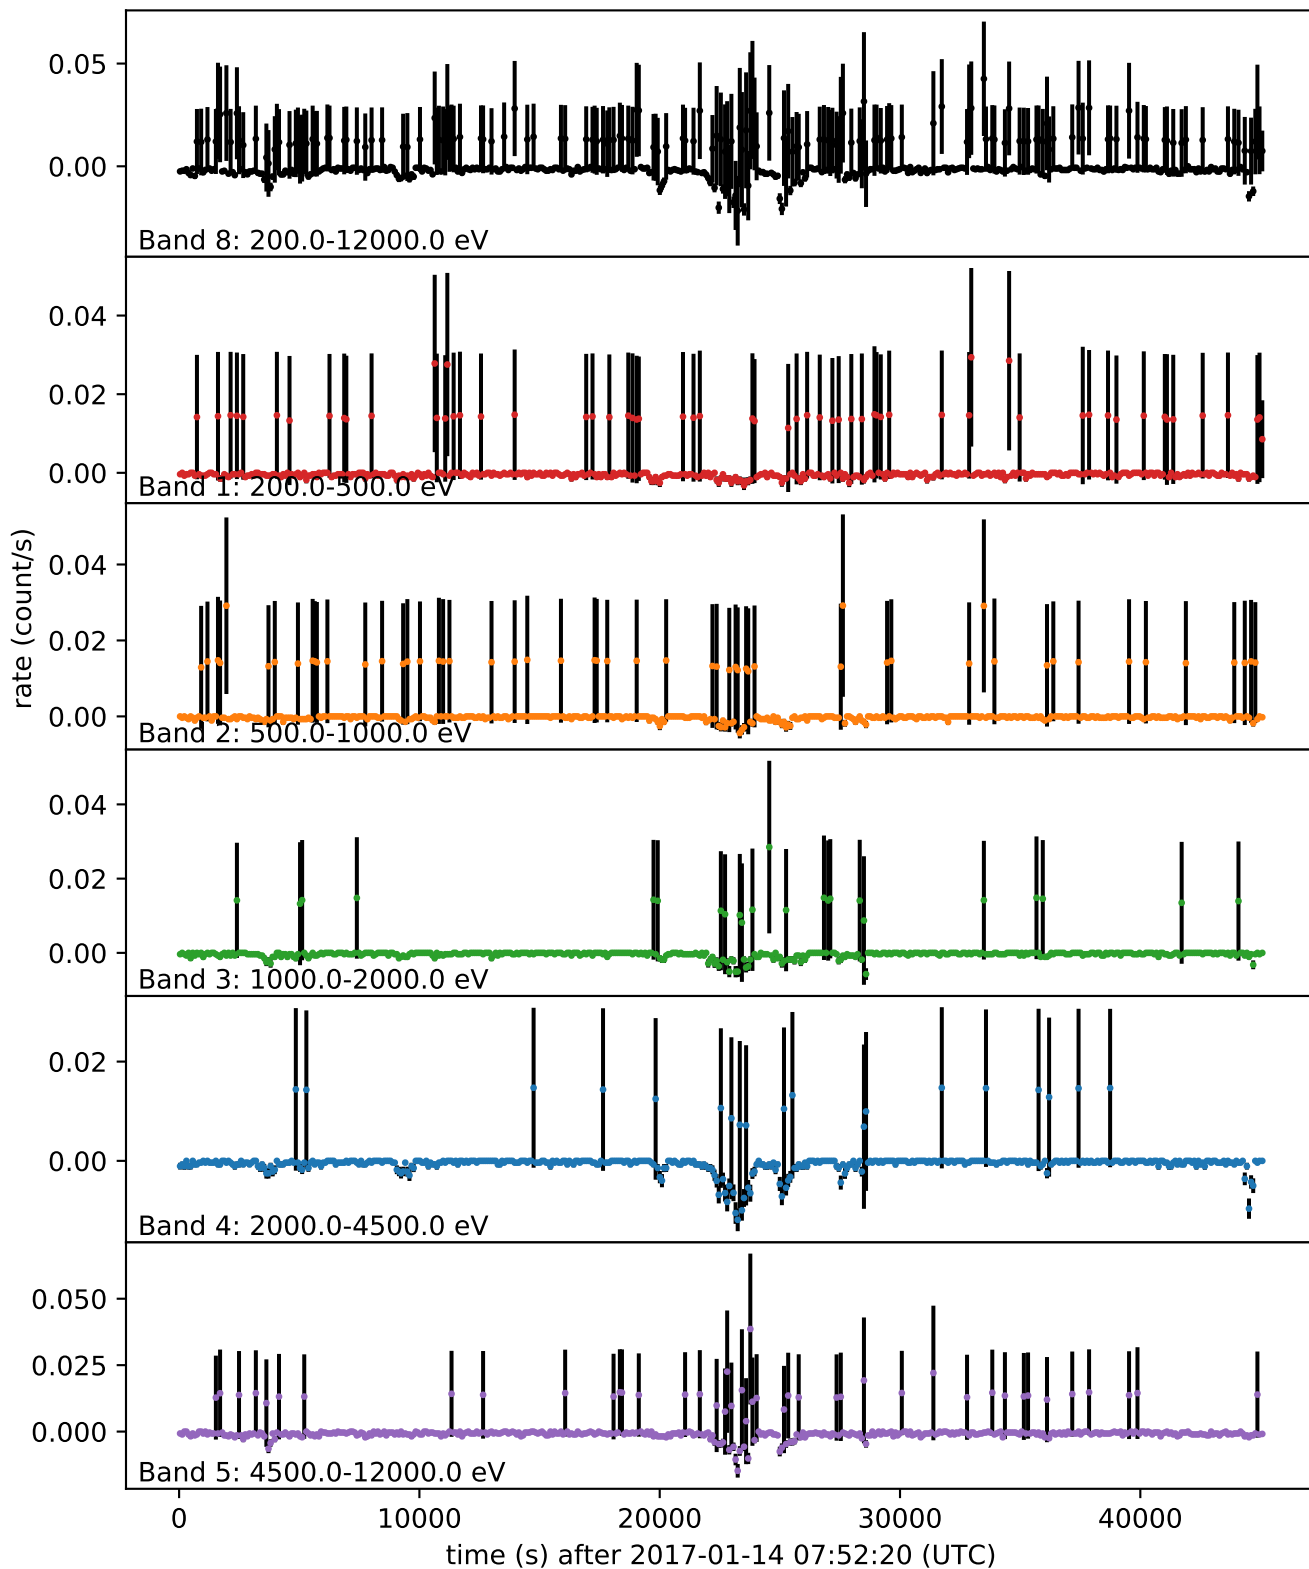 0.05
0.00
Band 8: 200.0-12000.0 eV
0.04
0.02
0.00
Band 1: 200.0-500.0 eV
rate (count/s)
0.04
0.02
0.00
Band 2: 500.0-1000.0 eV
0.04
0.02
0.00
Band 3: 1000.0-2000.0 eV
0.02
0.00
Band 4: 2000.0-4500.0 eV
0.050
0.025
0.000
Band 5: 4500.0-12000.0 eV
0 10000 20000 30000 40000
time (s) after 2017-01-14 07:52:20 (UTC)